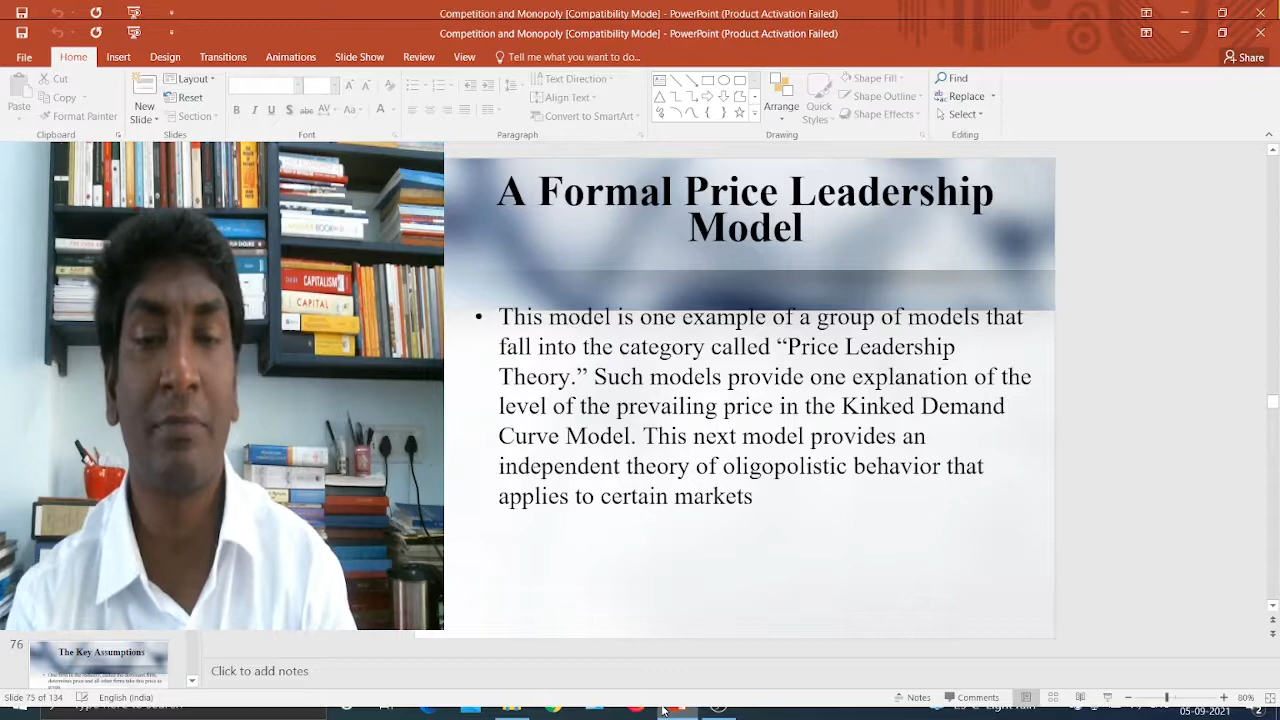 Competition and Monopoly [Compatibility Mode] - PowerPoint (Product Activation Failed)
Competition and Monopoly [Compatibility Mode] - PowerPoint (Product Activation Failed)
File Home Insert Design Transitions Animations Slide Show Review View Tell me what you want to do... Share
Paste
Cut
Copy
Format Painter
Clipboard
New
Slide
Layout
Reset
Section
Slides
B I U S abc AV Aa A
Font
Paragraph
Text Direction
Align Text
Convert to SmartArt
Arrange
Quick
Styles
Shape Fill
Shape Outline
Shape Effects
Drawing
Find
Replace
Select
Editing
A Formal Price Leadership
Model
• This model is one example of a group of models that
fall into the category called “Price Leadership
Theory.” Such models provide one explanation of the
level of the prevailing price in the Kinked Demand
Curve Model. This next model provides an
independent theory of oligopolistic behavior that
applies to certain markets
CAPITALISM
CAPITAL
76
The Key Assumptions
Click to add notes
Slide 75 of 134 English (India) Notes Comments 80%
05-09-2021